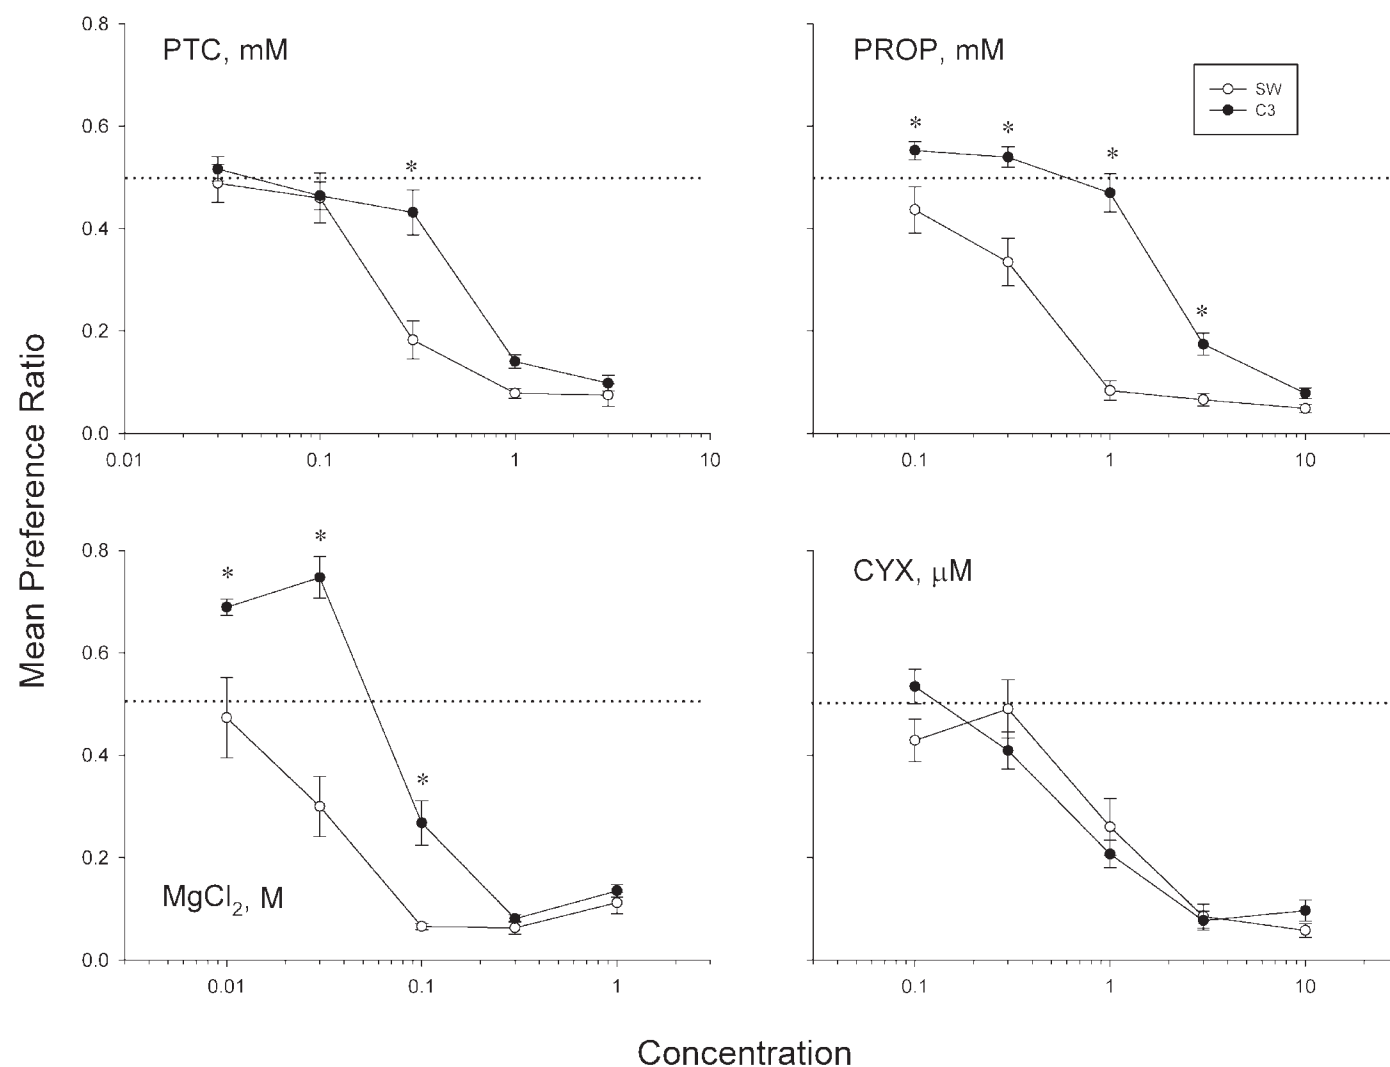 0.8
PTC, mM
PROP, mM
SW
C3
0.6
* * * *
0.4
0.2
*
0.0
0.01 0.1 1 10
0.1 1 10
Mean Preference Ratio
0.8
*
*
CYX, μM
0.6
0.4
*
0.2
MgCl2, M
0.0
0.01 0.1 1
0.1 1 10
Concentration